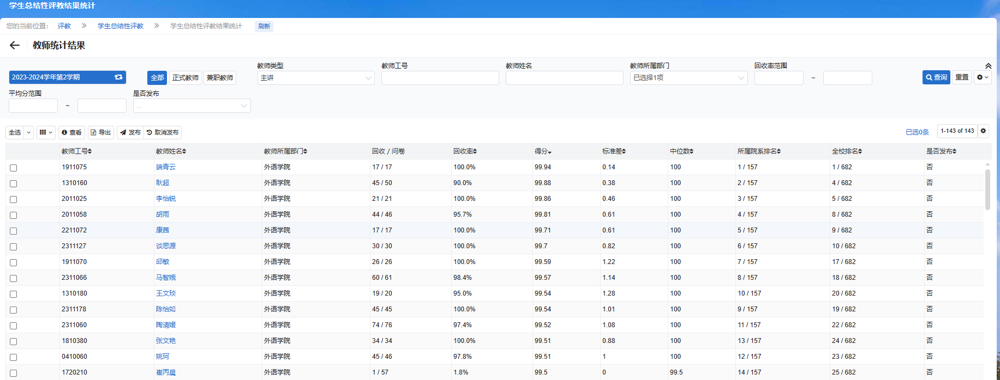 学生总结性评教结果统计
您的当前位置： 评教 » 学生总结性评教 » 学生总结性评教结果统计 刷新
← 教师统计结果
教师类型 教师工号 教师姓名 教师所属部门 回收率范围
2023-2024学年第2学期 全部 正式教师 兼职教师 主讲 已选择1项 ~ 查询 重置
平均分范围 是否发布
~ ...
全选 查看 导出 发布 取消发布 已选0条 1-143 of 143
教师工号 教师姓名 教师所属部门 回收 / 问卷 回收率 得分 标准差 中位数 所属院系排名 全校排名 是否发布
1911075 端青云 外语学院 17 / 17 100.0% 99.94 0.14 100 1 / 157 1 / 682 否
1310160 耿超 外语学院 45 / 50 90.0% 99.88 0.38 100 2 / 157 4 / 682 否
2011025 李怡锐 外语学院 21 / 21 100.0% 99.86 0.46 100 3 / 157 5 / 682 否
2011058 胡雨 外语学院 44 / 46 95.7% 99.81 0.61 100 4 / 157 8 / 682 否
2211072 康茜 外语学院 17 / 17 100.0% 99.71 0.61 100 5 / 157 9 / 682 否
2311127 谈思源 外语学院 30 / 30 100.0% 99.7 0.82 100 6 / 157 10 / 682 否
1911070 邱敏 外语学院 26 / 26 100.0% 99.59 1.22 100 7 / 157 17 / 682 否
2311066 马智娥 外语学院 60 / 61 98.4% 99.57 1.14 100 8 / 157 18 / 682 否
1310180 王文琰 外语学院 19 / 20 95.0% 99.54 1.28 100 10 / 157 20 / 682 否
2311178 陈怡如 外语学院 45 / 45 100.0% 99.54 1.01 100 9 / 157 19 / 682 否
2311060 陶清媛 外语学院 74 / 76 97.4% 99.52 1.08 100 11 / 157 22 / 682 否
1810380 张文艳 外语学院 34 / 34 100.0% 99.51 0.88 100 13 / 157 24 / 682 否
0410060 姚珂 外语学院 45 / 46 97.8% 99.51 1 100 12 / 157 23 / 682 否
1720210 崔丙晨 外语学院 1 / 57 1.8% 99.5 0 99.5 14 / 157 25 / 682 否